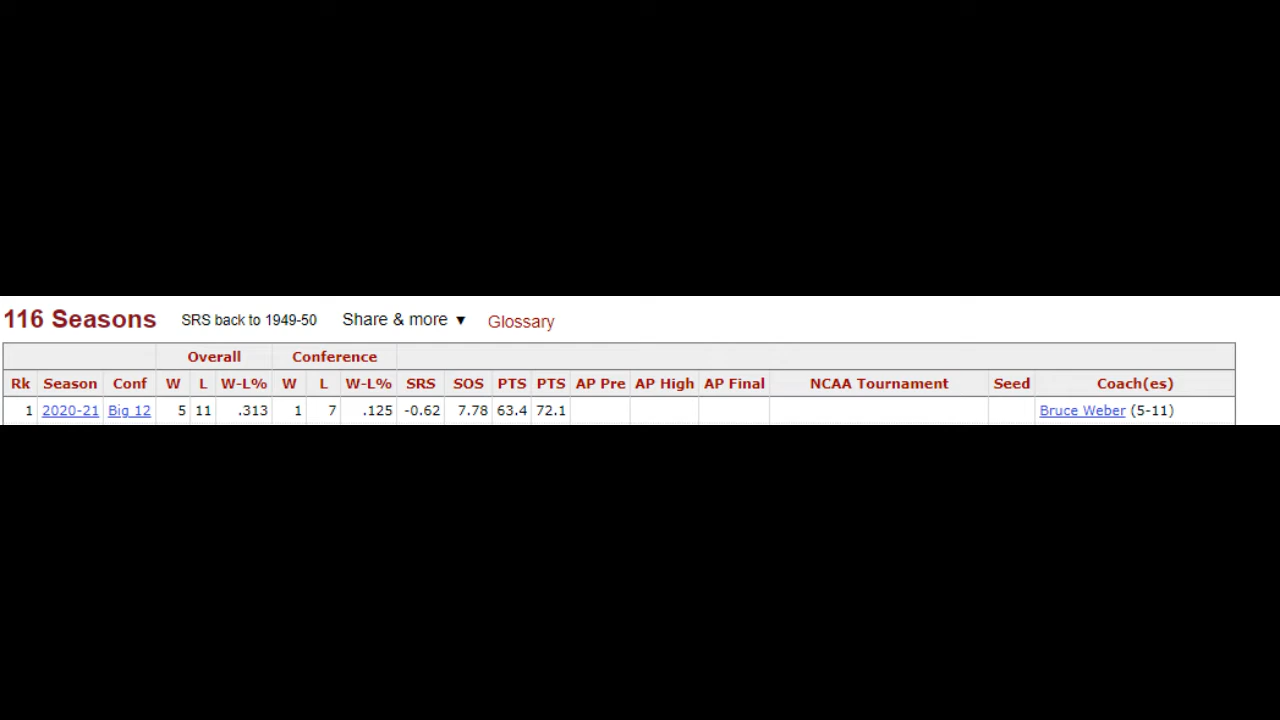 116 Seasons SRS back to 1949-50 Share & more ▼ Glossary
Overall Conference
Rk Season Conf W L W-L% W L W-L% SRS SOS PTS PTS AP Pre AP High AP Final NCAA Tournament Seed Coach(es)
1 2020-21 Big 12 5 11 .313 1 7 .125 -0.62 7.78 63.4 72.1 Bruce Weber (5-11)